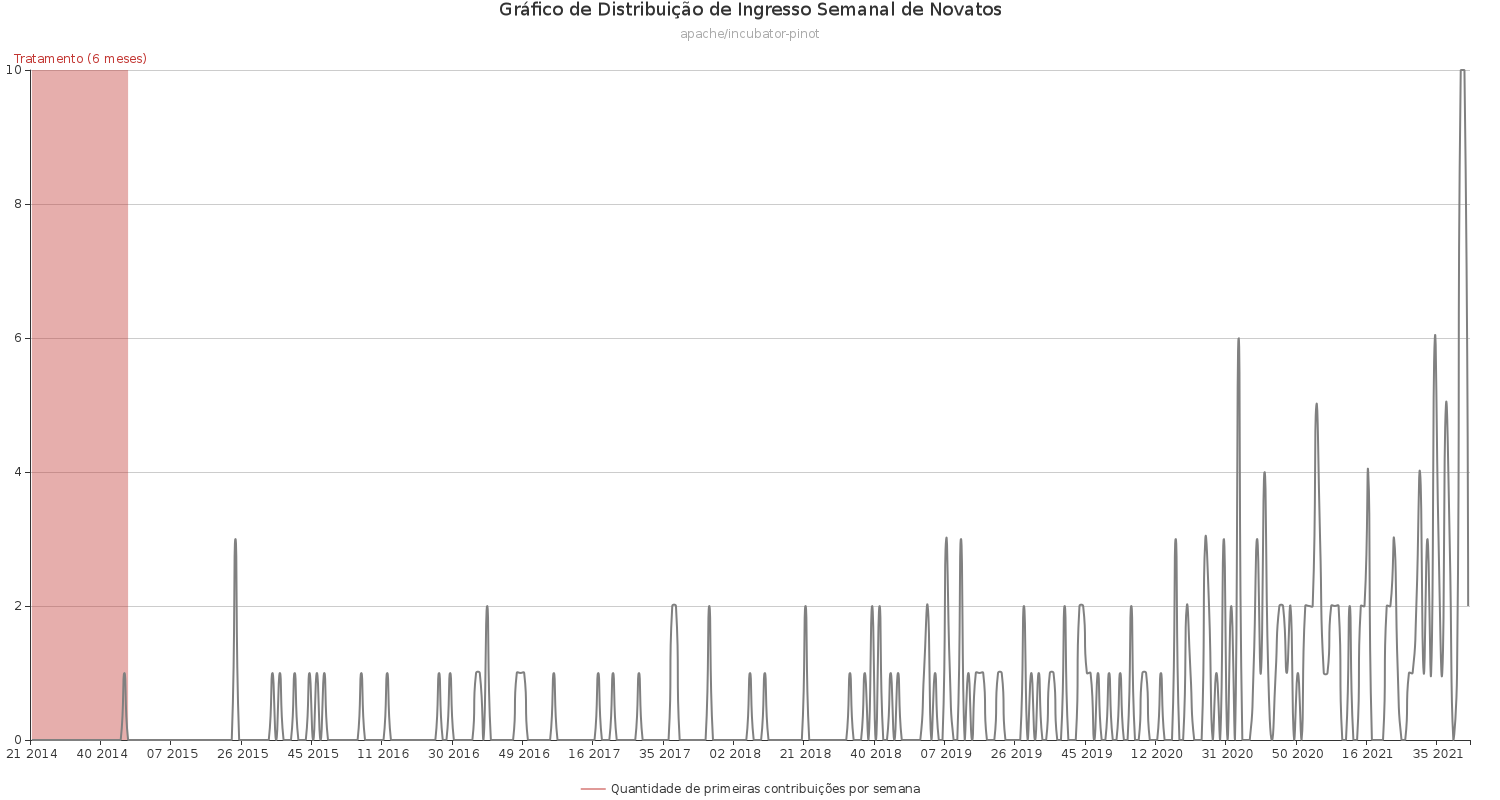 Gráfico de Distribuição de Ingresso Semanal de Novatos
apache/incubator-pinot
Tratamento (6 meses)
10
8
6
4
2
0
21 2014 40 2014 07 2015 26 2015 45 2015 11 2016 30 2016 49 2016 16 2017 35 2017 02 2018 21 2018 40 2018 07 2019 26 2019 45 2019 12 2020 31 2020 50 2020 16 2021 35 2021
Quantidade de primeiras contribuições por semana